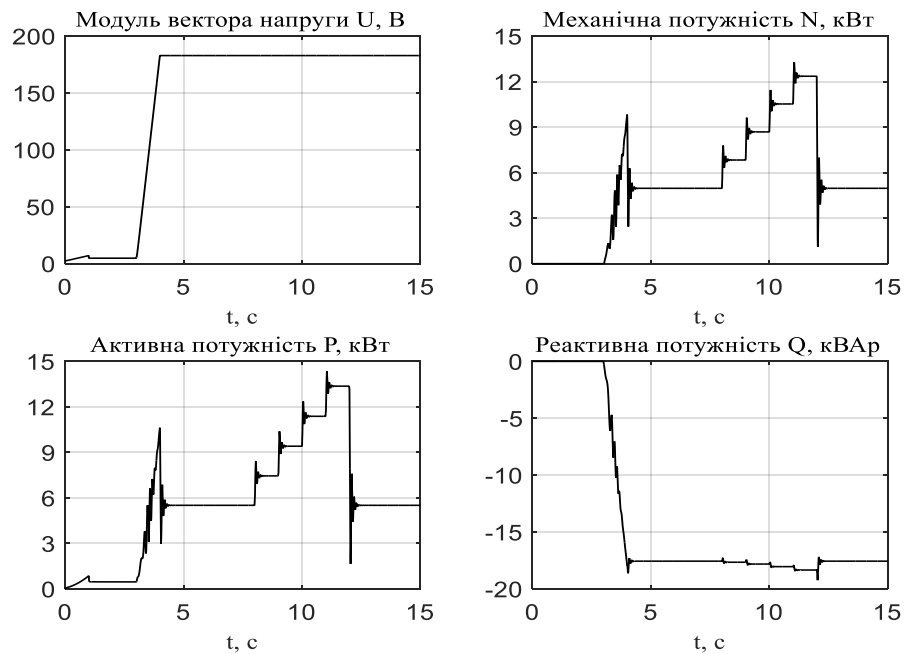 Модуль вектора напруги U, В
200
150
100
50
0
0 5 10 15
t, с
Механічна потужність N, кВт
15
12
9
6
3
0
0 5 10 15
t, с
Активна потужність P, кВт
15
12
9
6
3
0
0 5 10 15
t, с
Реактивна потужність Q, кВАр
0
-5
-10
-15
-20
0 5 10 15
t, с